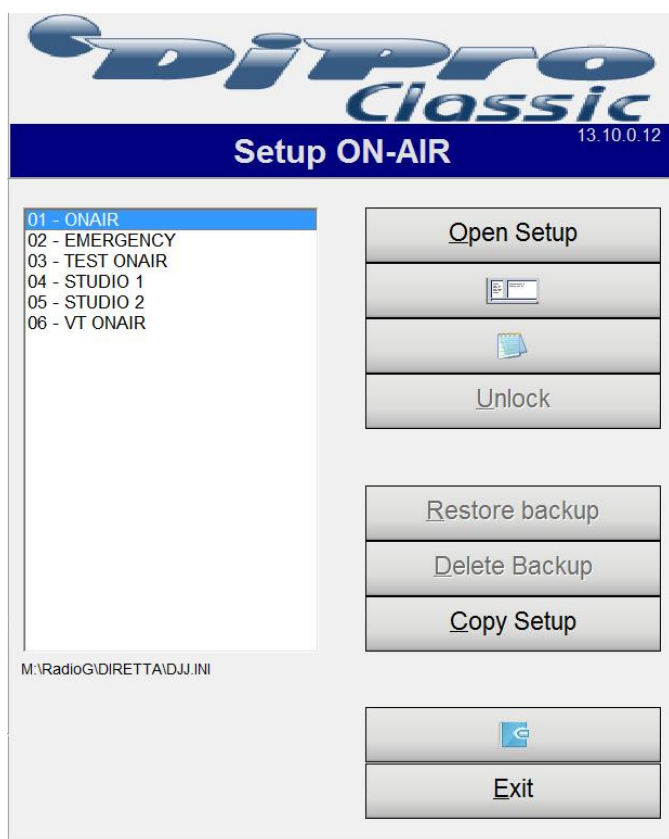 DJPro
Classic
13.10.0.12
Setup ON-AIR
01 - ONAIR
02 - EMERGENCY
03 - TEST ONAIR
04 - STUDIO 1
05 - STUDIO 2
06 - VT ONAIR
M:\RadioG\DIRETTA\DJJ.INI
Open Setup
Unlock
Restore backup
Delete Backup
Copy Setup
Exit